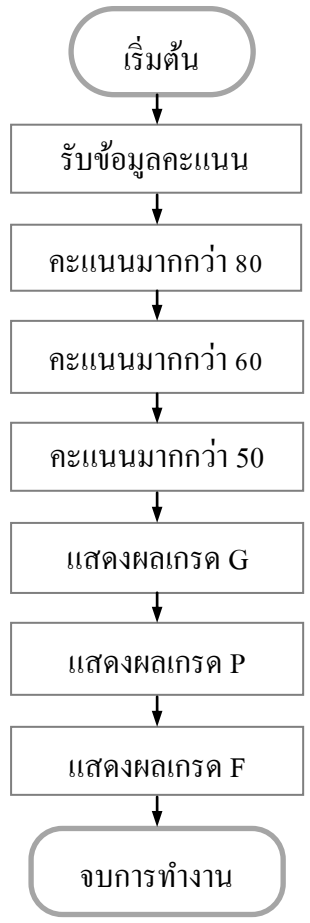 เริ่มต้น
รับข้อมูลคะแนน
คะแนนมากกว่า 80
คะแนนมากกว่า 60
คะแนนมากกว่า 50
แสดงผลเกรด G
แสดงผลเกรด P
แสดงผลเกรด F
จบการทำงาน